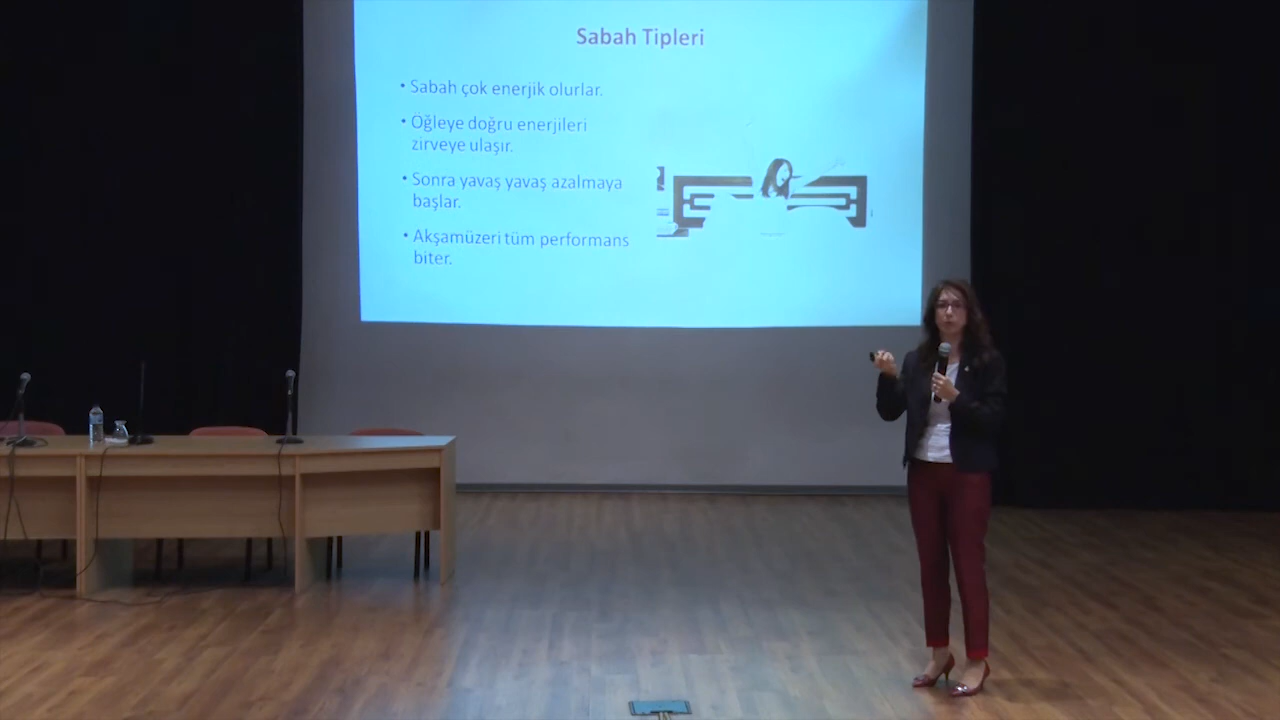 Sabah Tipleri
• Sabah çok enerjik olurlar.
• Öğleye doğru enerjileri
zirveye ulaşır.
• Sonra yavaş yavaş azalmaya
başlar.
• Akşamüzeri tüm performans
biter.